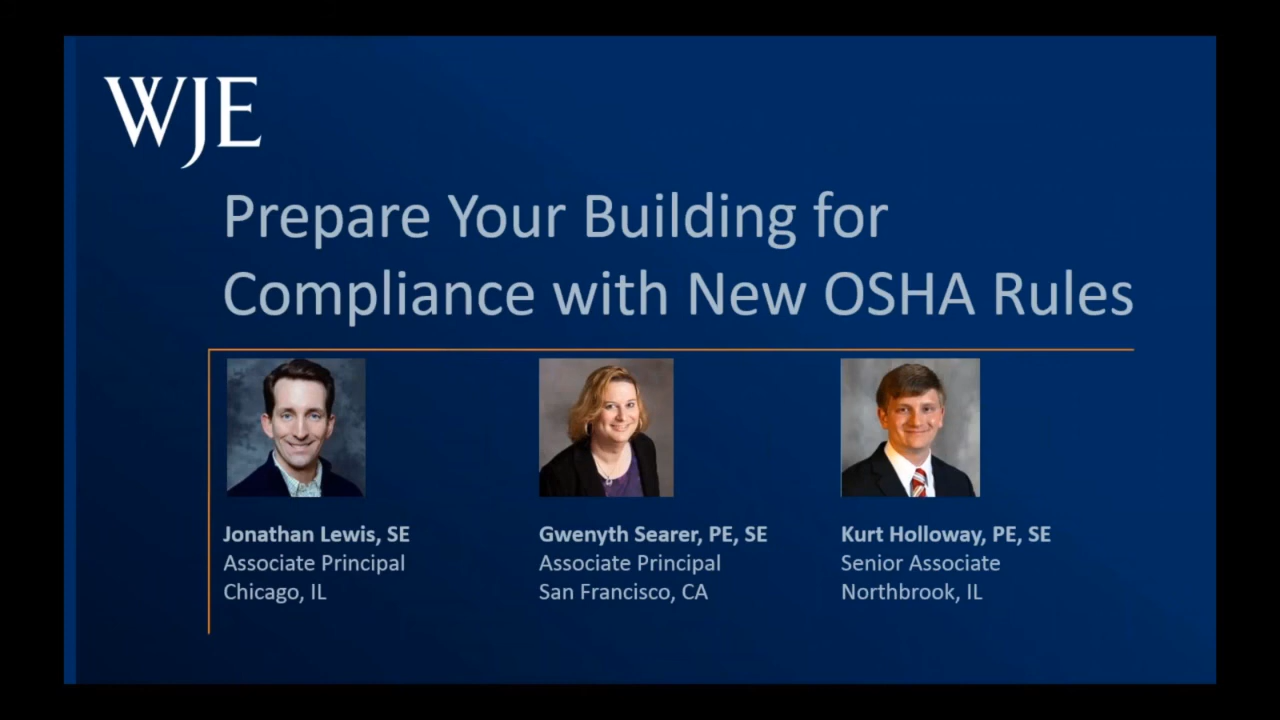 WJE
Prepare Your Building for
Compliance with New OSHA Rules
Jonathan Lewis, SE
Associate Principal
Chicago, IL
Gwenyth Searer, PE, SE
Associate Principal
San Francisco, CA
Kurt Holloway, PE, SE
Senior Associate
Northbrook, IL